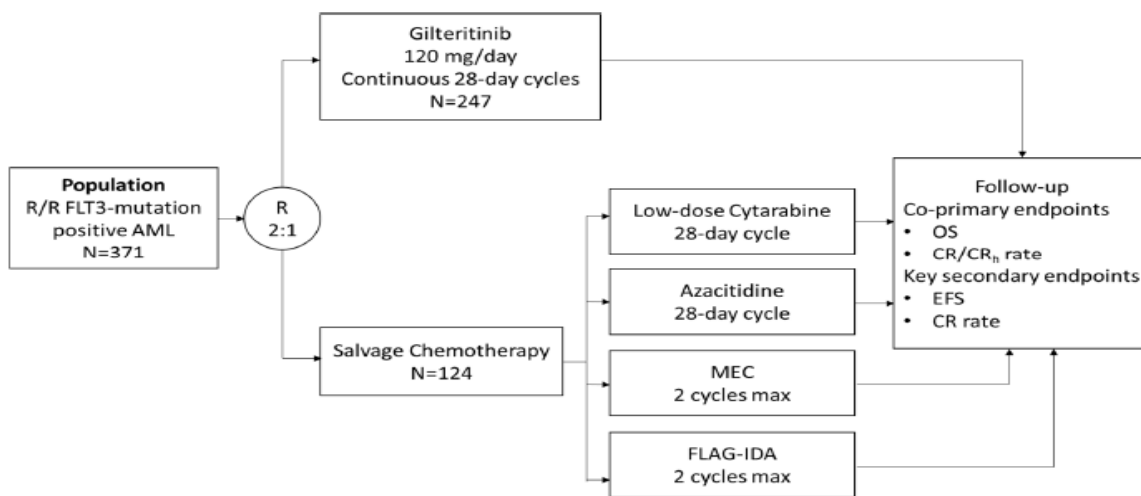 Gilteritinib
120 mg/day
Continuous 28-day cycles
N=247
Population
R/R FLT3-mutation
positive AML
N=371
R
2:1
Salvage Chemotherapy
N=124
Low-dose Cytarabine
28-day cycle
Azacitidine
28-day cycle
MEC
2 cycles max
FLAG-IDA
2 cycles max
Follow-up
Co-primary endpoints
• OS
• CR/CRₕ rate
Key secondary endpoints
• EFS
• CR rate